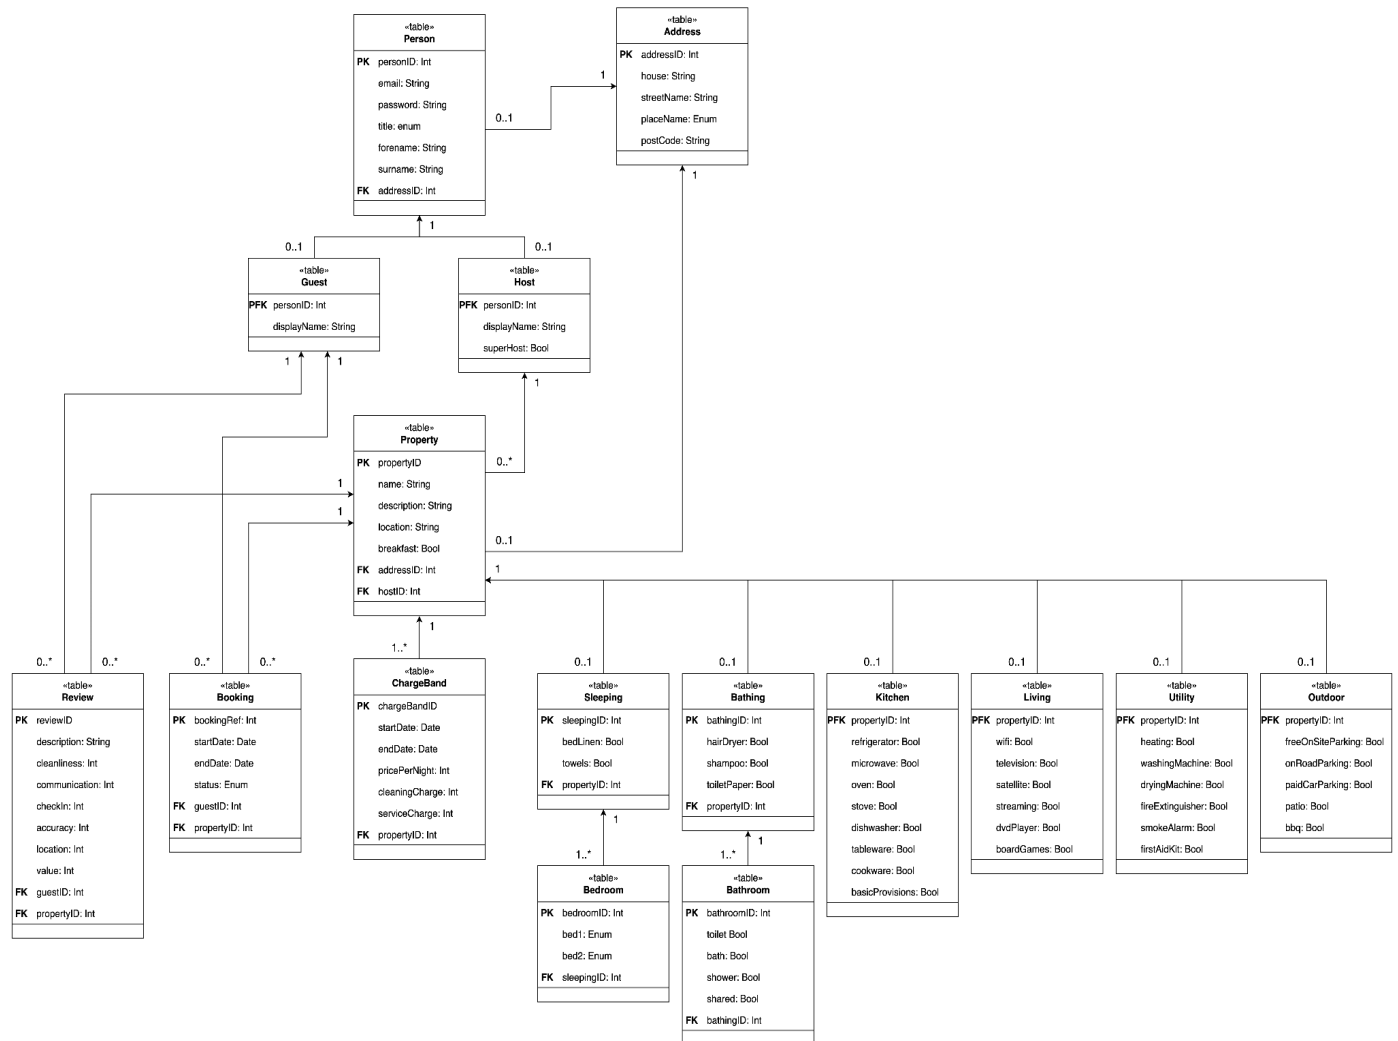 «table»
Person
PK personID: Int
email: String
password: String
title: enum
forename: String
surname: String
FK addressID: Int
«table»
Address
PK addressID: Int
house: String
streetName: String
placeName: Enum
postCode: String
0..1
1
1
1
0..1
0..1
«table»
Guest
PFK personID: Int
displayName: String
«table»
Host
PFK personID: Int
displayName: String
superHost: Bool
1
1
1
«table»
Property
PK propertyID
name: String
description: String
location: String
breakfast: Bool
FK addressID: Int
FK hostID: Int
0..*
1
1
0..1
1
1
0..*
0..*
0..*
0..*
1..*
0..1
0..1
0..1
0..1
0..1
0..1
«table»
Review
PK reviewID
description: String
cleanliness: Int
communication: Int
checkIn: Int
accuracy: Int
location: Int
value: Int
FK guestID: Int
FK propertyID: Int
«table»
Booking
PK bookingRef: Int
startDate: Date
endDate: Date
status: Enum
FK guestID: Int
FK propertyID: Int
«table»
ChargeBand
PK chargeBandID
startDate: Date
endDate: Date
pricePerNight: Int
cleaningCharge: Int
serviceCharge: Int
FK propertyID: Int
«table»
Sleeping
PK sleepingID: Int
bedLinen: Bool
towels: Bool
FK propertyID: Int
«table»
Bathing
PK bathingID: Int
hairDryer: Bool
shampoo: Bool
toiletPaper: Bool
FK propertyID: Int
«table»
Kitchen
PFK propertyID: Int
refrigerator: Bool
microwave: Bool
oven: Bool
stove: Bool
dishwasher: Bool
tableware: Bool
cookware: Bool
basicProvisions: Bool
«table»
Living
PFK propertyID: Int
wifi: Bool
television: Bool
satellite: Bool
streaming: Bool
dvdPlayer: Bool
boardGames: Bool
«table»
Utility
PFK propertyID: Int
heating: Bool
washingMachine: Bool
dryingMachine: Bool
fireExtinguisher: Bool
smokeAlarm: Bool
firstAidKit: Bool
«table»
Outdoor
PFK propertyID: Int
freeOnSiteParking: Bool
onRoadParking: Bool
paidCarParking: Bool
patio: Bool
bbq: Bool
1
1..*
1
1..*
«table»
Bedroom
PK bedroomID: Int
bed1: Enum
bed2: Enum
FK sleepingID: Int
«table»
Bathroom
PK bathroomID: Int
toilet Bool
bath: Bool
shower: Bool
shared: Bool
FK bathingID: Int